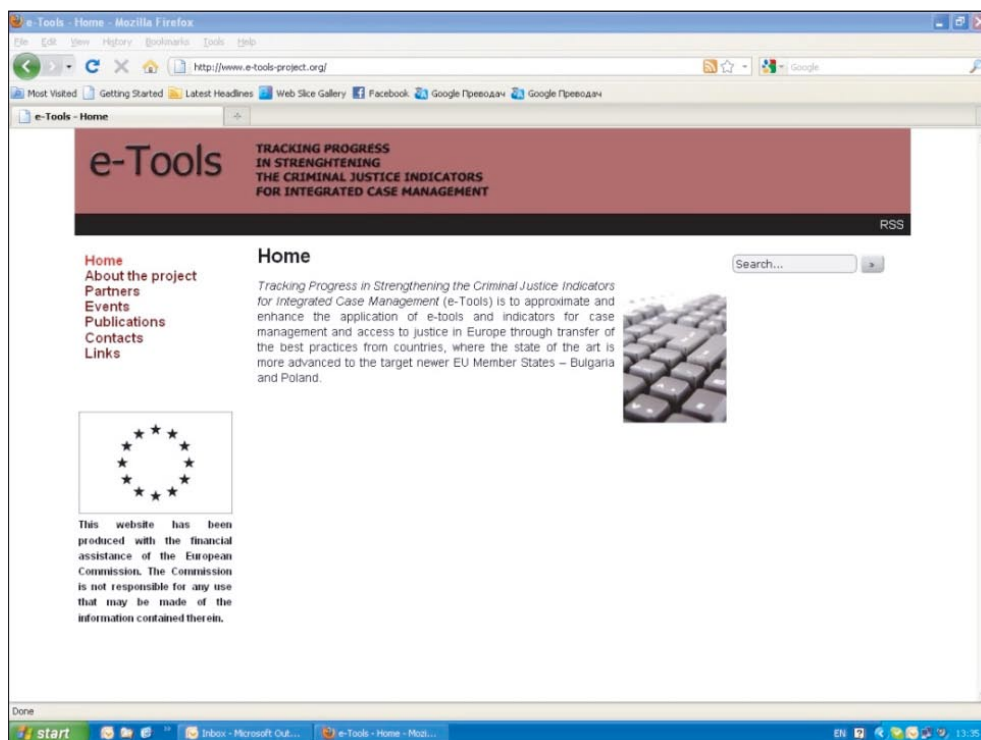 e-Tools - Home - Mozilla Firefox
File Edit View History Bookmarks Tools Help
http://www.e-tools-project.org/
Google
Most Visited Getting Started Latest Headlines Web Slice Gallery Facebook Google Преводач Google Преводач
e-Tools - Home
e-Tools
TRACKING PROGRESS
IN STRENGHTENING
THE CRIMINAL JUSTICE INDICATORS
FOR INTEGRATED CASE MANAGEMENT
RSS
Home
About the project
Partners
Events
Publications
Contacts
Links
Home
Tracking Progress in Strengthening the Criminal Justice Indicators
for Integrated Case Management (e-Tools) is to approximate and
enhance the application of e-tools and indicators for case
management and access to justice in Europe through transfer of
the best practices from countries, where the state of the art is
more advanced to the target newer EU Member States – Bulgaria
and Poland.
Search...
»
This website has been
produced with the financial
assistance of the European
Commission. The Commission
is not responsible for any use
that may be made of the
information contained therein.
Done
start
Inbox - Microsoft Out...
e-Tools - Home - Mozi...
EN
13:35